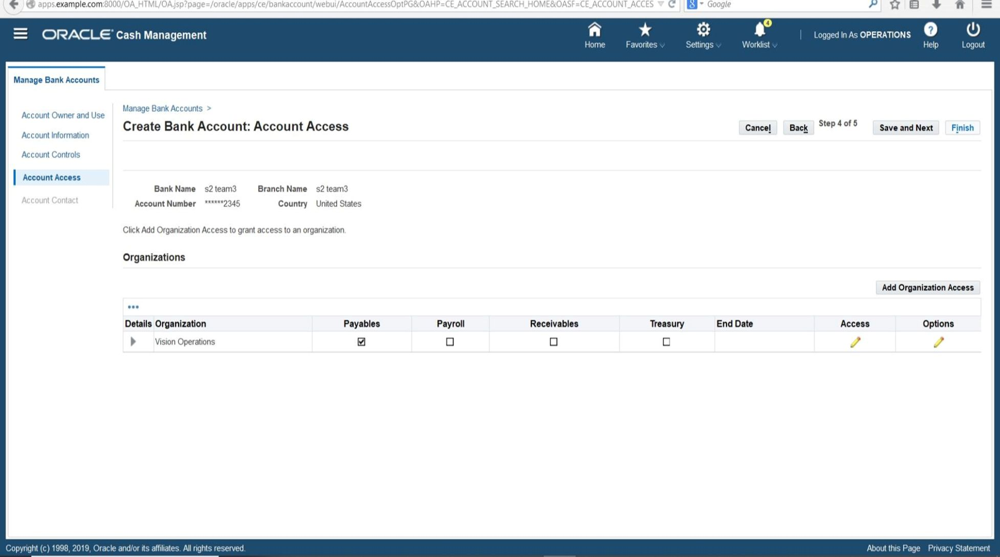 apps.example.com:8000/OA_HTML/OA.jsp?page=/oracle/apps/ce/bankaccount/webui/AccountAccessOptPG&OAHP=CE_ACCOUNT_SEARCH_HOME&OASF=CE_ACCOUNT_ACCES
8 Google
ORACLE Cash Management
4
Home Favorites Settings Worklist Logged In As OPERATIONS Help Logout
Manage Bank Accounts
Account Owner and Use
Account Information
Account Controls
Account Access
Account Contact
Manage Bank Accounts >
Create Bank Account: Account Access
Cancel Back Step 4 of 5 Save and Next Finish
Bank Name s2 team3 Branch Name s2 team3
Account Number ******2345 Country United States
Click Add Organization Access to grant access to an organization.
Organizations
Add Organization Access
Details Organization Payables Payroll Receivables Treasury End Date Access Options
Vision Operations
Copyright (c) 1998, 2019, Oracle and/or its affiliates. All rights reserved.
About this Page Privacy Statement